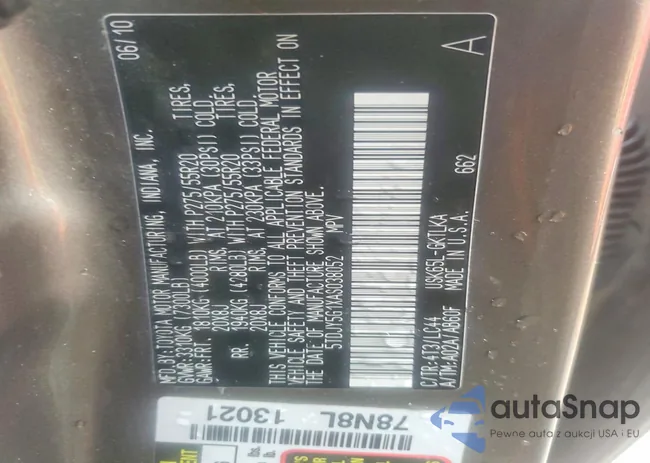 MFD. BY: TOYOTA MOTOR MANUFACTURING, INDIANA, INC. 06/10
GVWR: 3310KG (7300LB)
GAWR: FRT. 1810KG (4000LB) WITH P275/55R20 TIRES,
20X8J RIMS, AT 210KPA (30PSI) COLD.
RR. 1940KG (4280LB) WITH P275/55R20 TIRES,
20X8J RIMS, AT 230KPA (33PSI) COLD.
THIS VEHICLE CONFORMS TO ALL APPLICABLE FEDERAL MOTOR
VEHICLE SAFETY AND THEFT PREVENTION STANDARDS IN EFFECT ON
THE DATE OF MANUFACTURE SHOWN ABOVE.
5TDJY5G1XAS038052 MPV
C/TR: 4T3/LC44 USK65L-GKTLKA 662 A
A/TM: A02A/AB60F MADE IN U.S.A.
78N8L
13021
autoSnap
Pewne auta z aukcji USA i EU